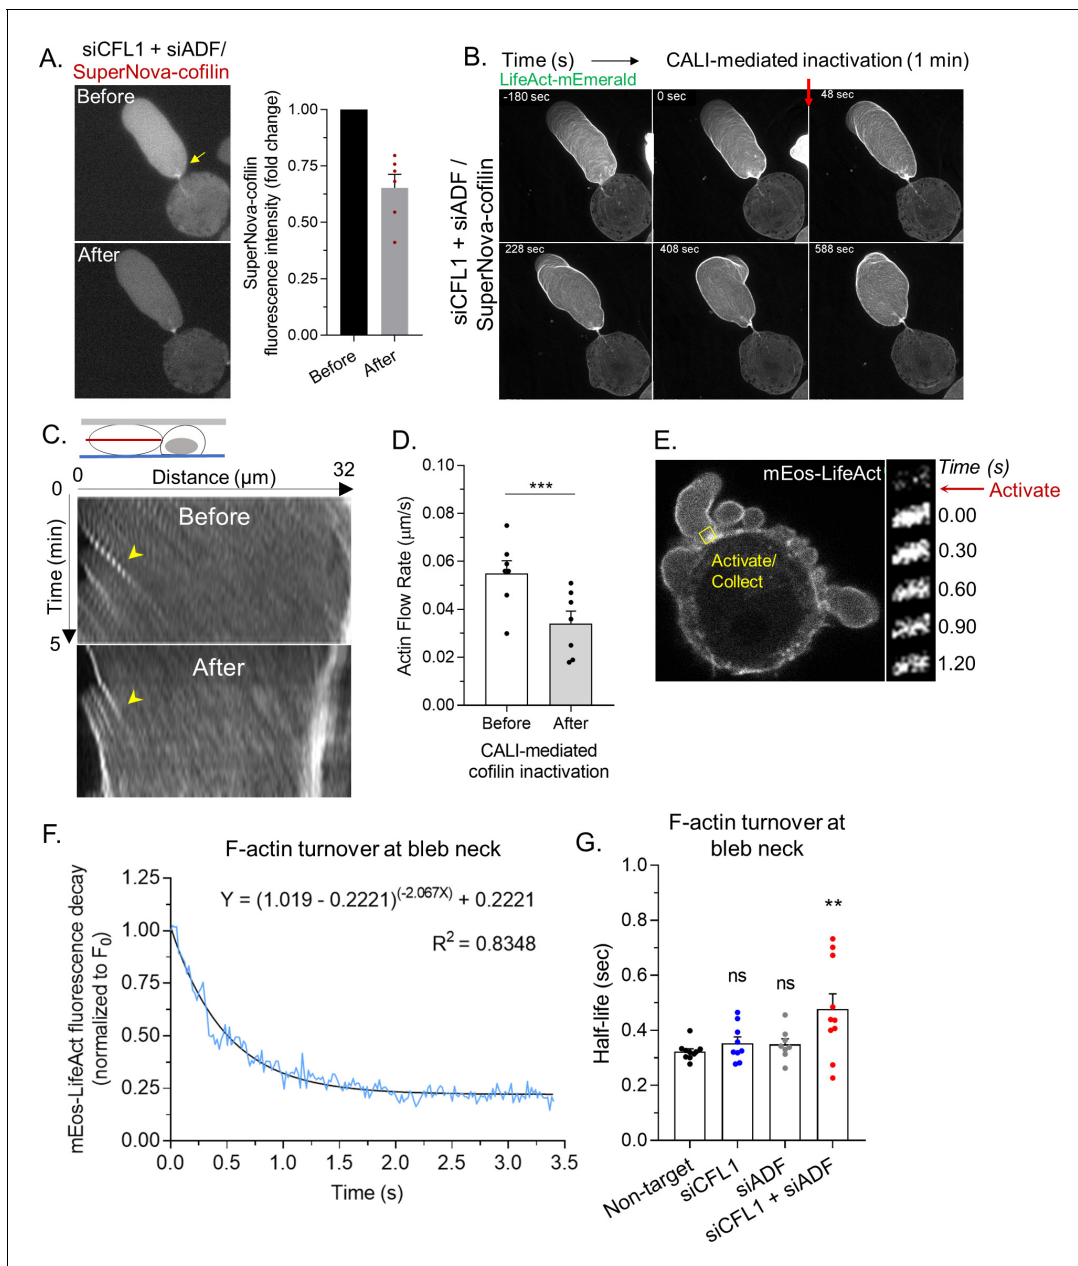 A.
siCFL1 + siADF/
SuperNova-cofilin
Before
After
SuperNova-cofilin
fluorescence intensity (fold change)
1.00
0.75
0.50
0.25
0.00
Before
After
B.
Time (s)
CALI-mediated inactivation (1 min)
LifeAct-mEmerald
siCFL1 + siADF /
SuperNova-cofilin
-180 sec
0 sec
48 sec
228 sec
408 sec
588 sec
C.
0
Distance (µm)
32
0
Time (min)
5
Before
After
D.
Actin Flow Rate (µm/s)
0.10
0.08
0.06
0.04
0.02
0.00
***
Before
After
CALI-mediated
cofilin inactivation
E.
mEos-LifeAct
Activate/
Collect
Time (s)
Activate
0.00
0.30
0.60
0.90
1.20
F.
F-actin turnover at bleb neck
Y = (1.019 - 0.2221)^(-2.067X) + 0.2221
R² = 0.8348
mEos-LifeAct fluorescence decay
(normalized to F₀)
1.25
1.00
0.75
0.50
0.25
0.00
0.0 0.5 1.0 1.5 2.0 2.5 3.0 3.5
Time (s)
G.
F-actin turnover at
bleb neck
Half-life (sec)
1.0
0.8
0.6
0.4
0.2
0.0
ns
ns
**
Non-target
siCFL1
siADF
siCFL1 + siADF